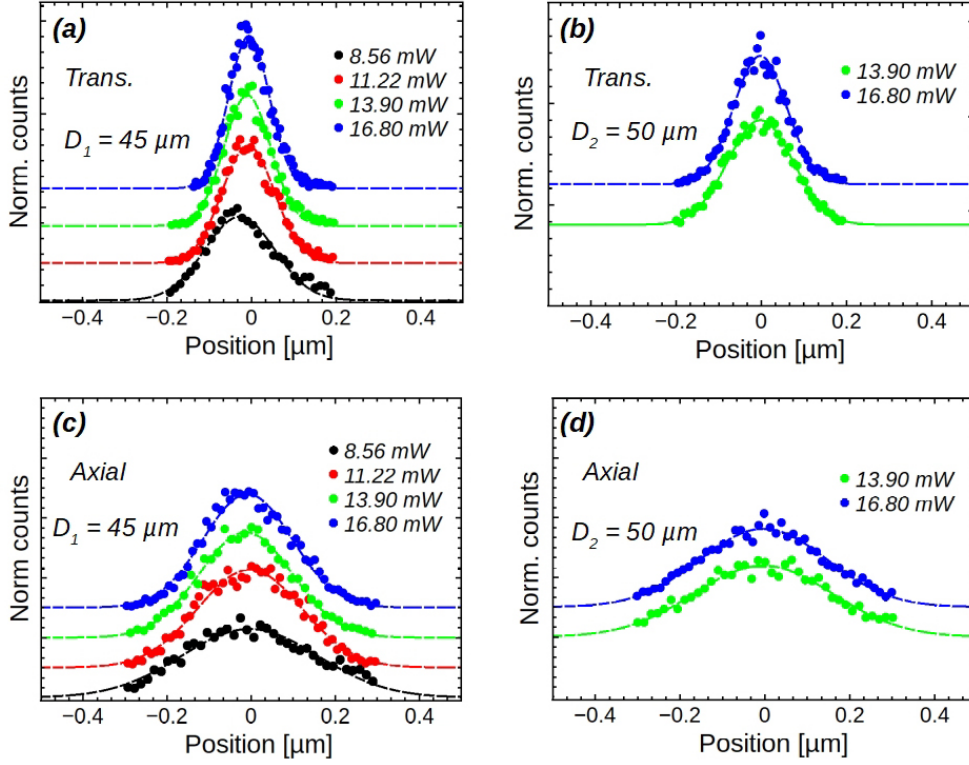 (a)
Trans.
D1 = 45 µm
8.56 mW
11.22 mW
13.90 mW
16.80 mW
Norm. counts
−0.4 −0.2 0 0.2 0.4
Position [µm]
(b)
Trans.
D2 = 50 µm
13.90 mW
16.80 mW
Norm. counts
−0.4 −0.2 0 0.2 0.4
Position [µm]
(c)
Axial
D1 = 45 µm
8.56 mW
11.22 mW
13.90 mW
16.80 mW
Norm counts
−0.4 −0.2 0 0.2 0.4
Position [µm]
(d)
Axial
D2 = 50 µm
13.90 mW
16.80 mW
Norm. counts
−0.4 −0.2 0 0.2 0.4
Position [µm]